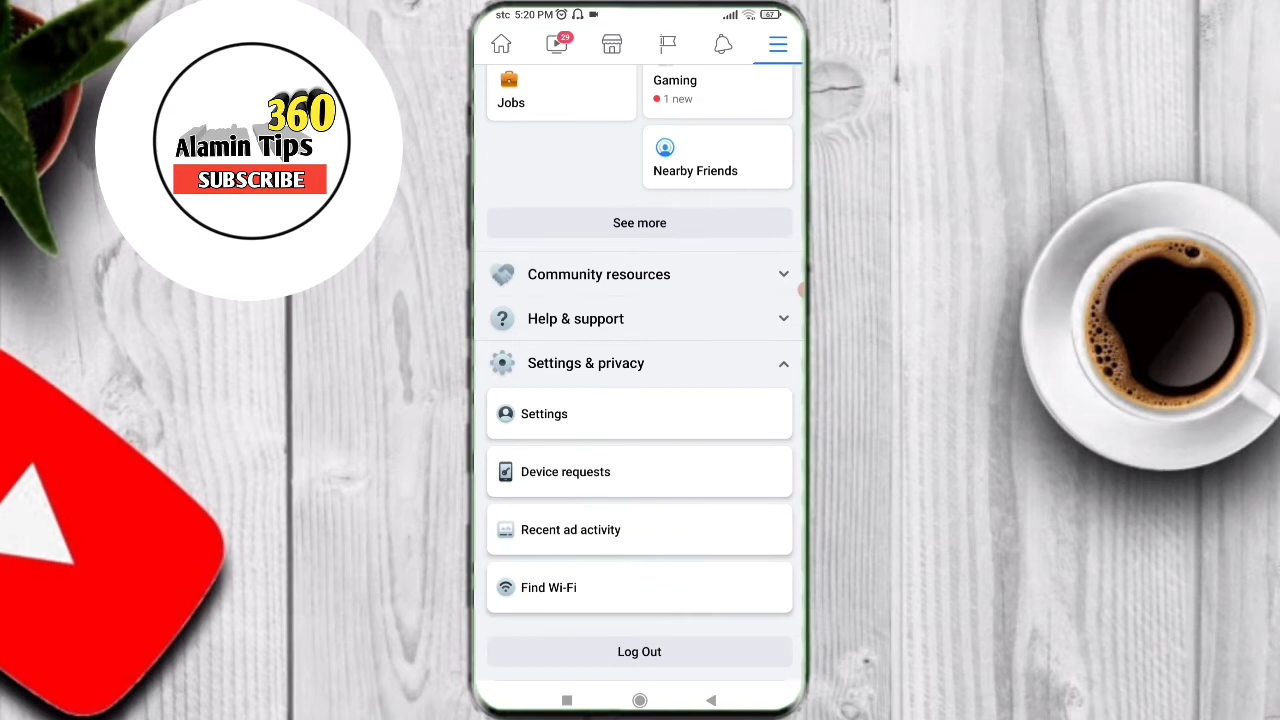 stc 5:20 PM
67
29
Jobs
Gaming
1 new
Nearby Friends
See more
Community resources
Help & support
Settings & privacy
Settings
Device requests
Recent ad activity
Find Wi-Fi
Log Out
360
Alamin Tips
SUBSCRIBE